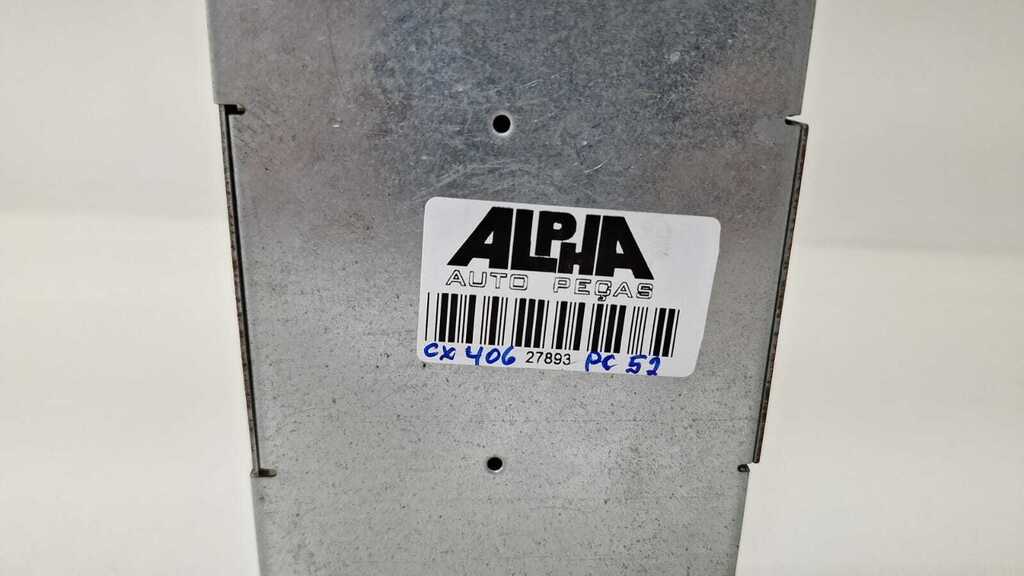 ALPHA
AUTO PEÇAS
CX 406 27893 PC 52